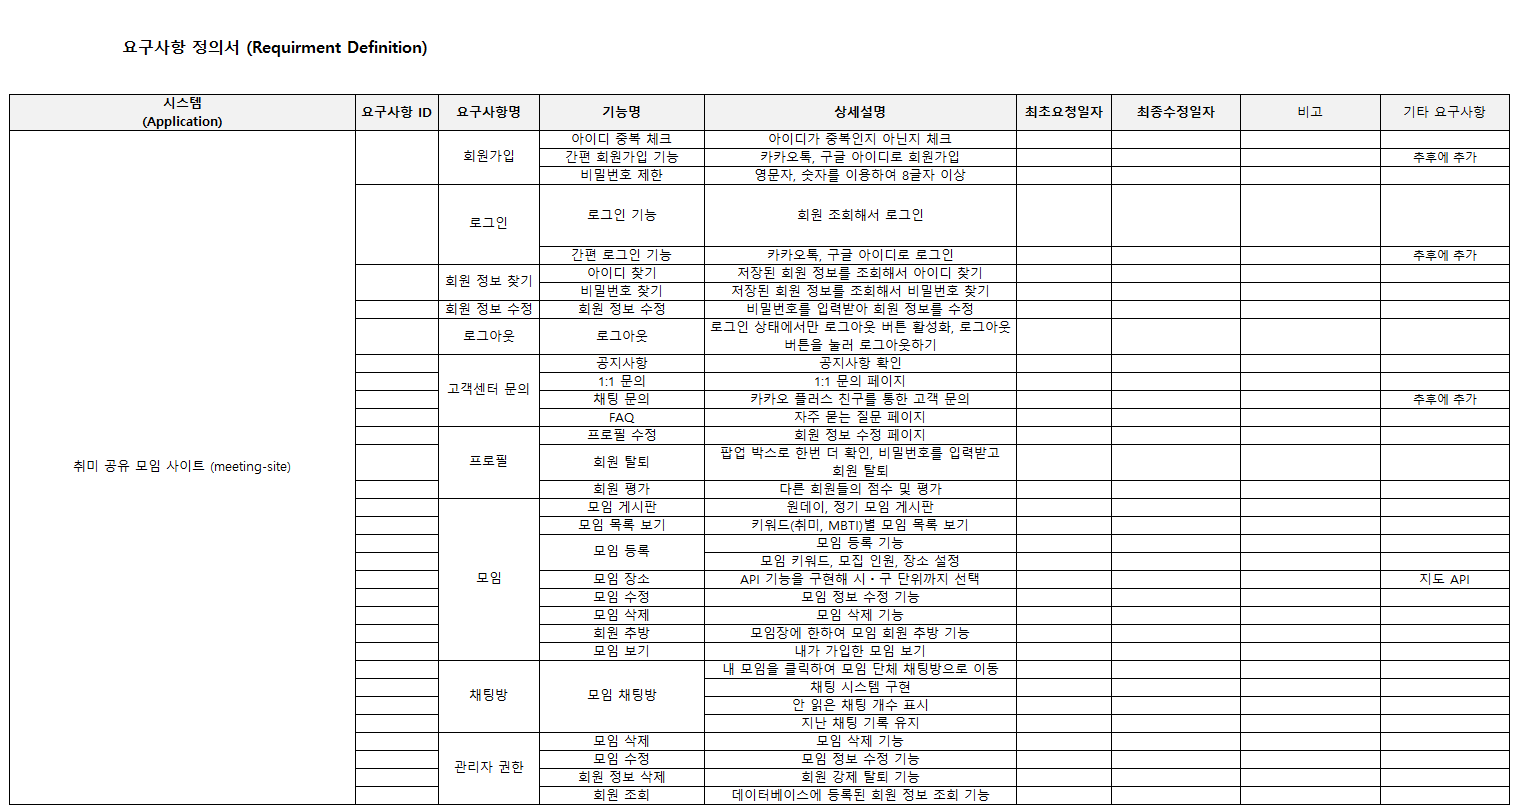 요구사항 정의서 (Requirment Definition)
시스템
(Application)
요구사항 ID
요구사항명
기능명
상세설명
최초요청일자
최종수정일자
비고
기타 요구사항
취미 공유 모임 사이트 (meeting-site)
회원가입
아이디 중복 체크
아이디가 중복인지 아닌지 체크
간편 회원가입 기능
카카오톡, 구글 아이디로 회원가입
추후에 추가
비밀번호 제한
영문자, 숫자를 이용하여 8글자 이상
로그인
로그인 기능
회원 조회해서 로그인
간편 로그인 기능
카카오톡, 구글 아이디로 로그인
추후에 추가
회원 정보 찾기
아이디 찾기
저장된 회원 정보를 조회해서 아이디 찾기
비밀번호 찾기
저장된 회원 정보를 조회해서 비밀번호 찾기
회원 정보 수정
회원 정보 수정
비밀번호를 입력받아 회원 정보를 수정
로그아웃
로그아웃
로그인 상태에서만 로그아웃 버튼 활성화, 로그아웃
버튼을 눌러 로그아웃하기
고객센터 문의
공지사항
공지사항 확인
1:1 문의
1:1 문의 페이지
채팅 문의
카카오 플러스 친구를 통한 고객 문의
추후에 추가
FAQ
자주 묻는 질문 페이지
프로필
프로필 수정
회원 정보 수정 페이지
회원 탈퇴
팝업 박스로 한번 더 확인, 비밀번호를 입력받고
회원 탈퇴
회원 평가
다른 회원들의 점수 및 평가
모임
모임 게시판
원데이, 정기 모임 게시판
모임 목록 보기
키워드(취미, MBTI)별 모임 목록 보기
모임 등록
모임 등록 기능
모임 키워드, 모집 인원, 장소 설정
모임 장소
API 기능을 구현해 시・구 단위까지 선택
지도 API
모임 수정
모임 정보 수정 기능
모임 삭제
모임 삭제 기능
회원 추방
모임장에 한하여 모임 회원 추방 기능
모임 보기
내가 가입한 모임 보기
채팅방
모임 채팅방
내 모임을 클릭하여 모임 단체 채팅방으로 이동
채팅 시스템 구현
안 읽은 채팅 개수 표시
지난 채팅 기록 유지
관리자 권한
모임 삭제
모임 삭제 기능
모임 수정
모임 정보 수정 기능
회원 정보 삭제
회원 강제 탈퇴 기능
회원 조회
데이터베이스에 등록된 회원 정보 조회 기능